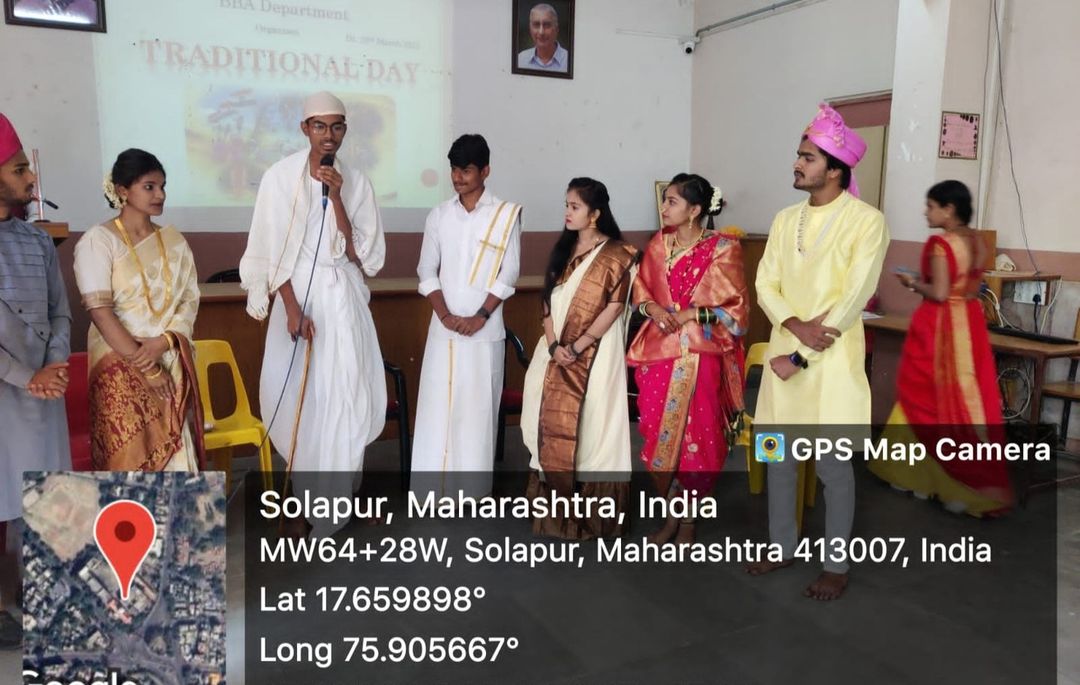 BBA Department
Organises
TRADITIONAL DAY
GPS Map Camera
Solapur, Maharashtra, India
MW64+28W, Solapur, Maharashtra 413007, India
Lat 17.659898°
Long 75.905667°
Google